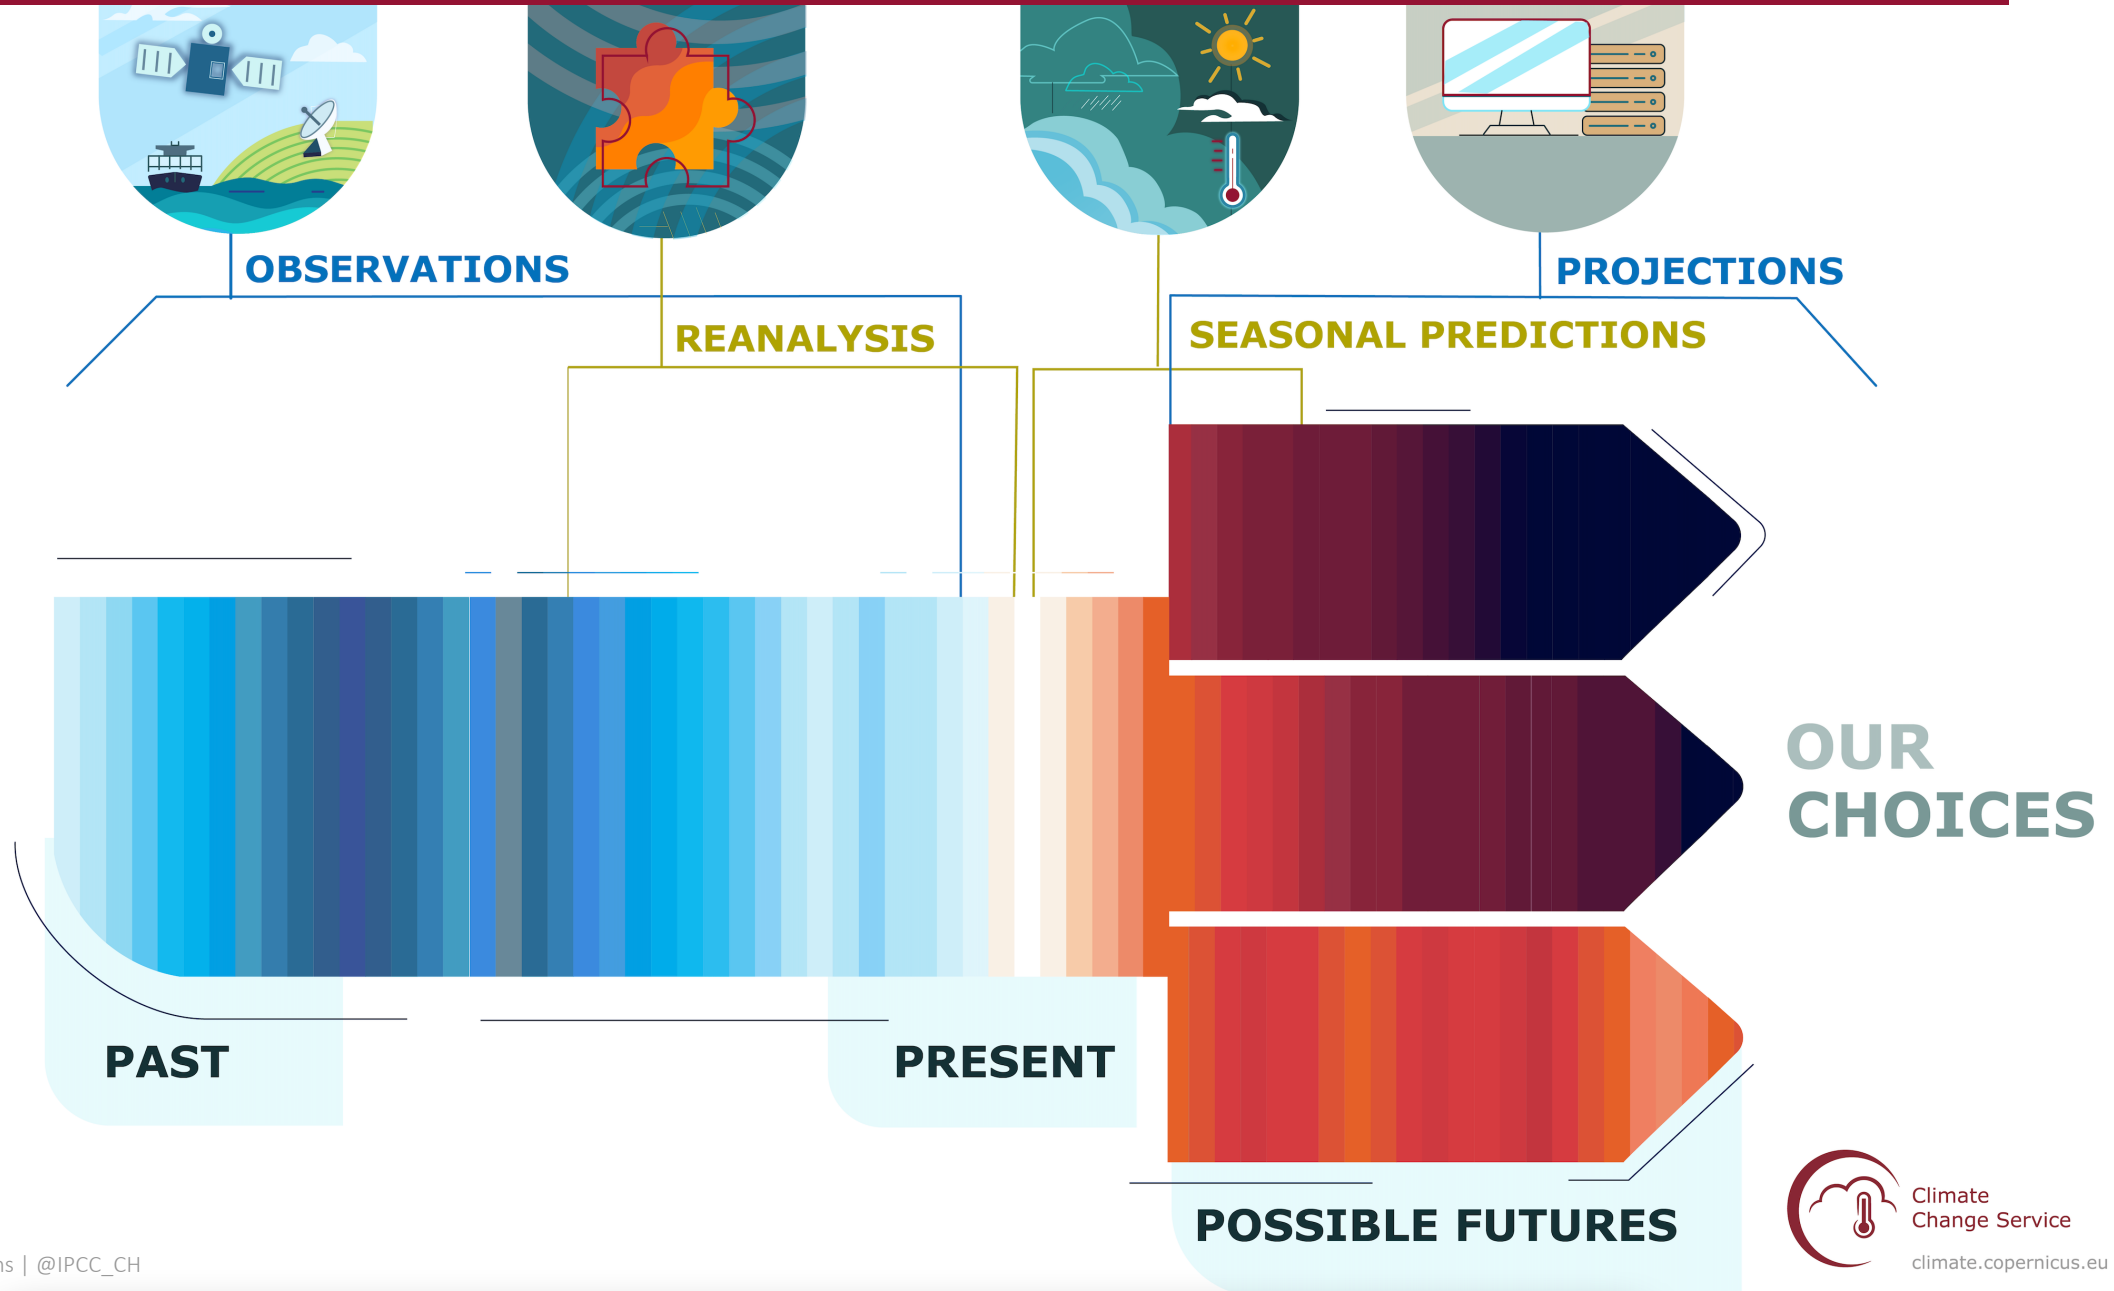 OBSERVATIONS
PROJECTIONS
REANALYSIS
SEASONAL PREDICTIONS
OUR
CHOICES
PAST
PRESENT
POSSIBLE FUTURES
Climate
Change Service
climate.copernicus.eu
| @IPCC_CH